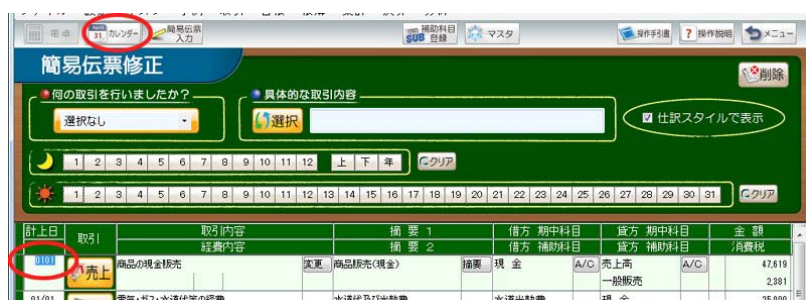 電卓 31 カレンダー 簡易伝票入力 SUB 補助科目登録 マスタ 操作手引書 ? 操作説明 メニュー
簡易伝票修正 削除
何の取引を行いましたか? 具体的な取引内容
選択なし 選択 仕訳スタイルで表示
1 2 3 4 5 6 7 8 9 10 11 12 上 下 年 クリア
1 2 3 4 5 6 7 8 9 10 11 12 13 14 15 16 17 18 19 20 21 22 23 24 25 26 27 28 29 30 31 クリア
計上日 取引 取引内容 摘要1 借方 期中科目 貸方 期中科目 金額
経費内容 摘要2 借方 補助科目 貸方 補助科目 消費税
0101 売上 商品の現金販売 変更 商品販売(現金) 摘要 現金 A/C 売上高 A/C 47,619
一般販売 2,381